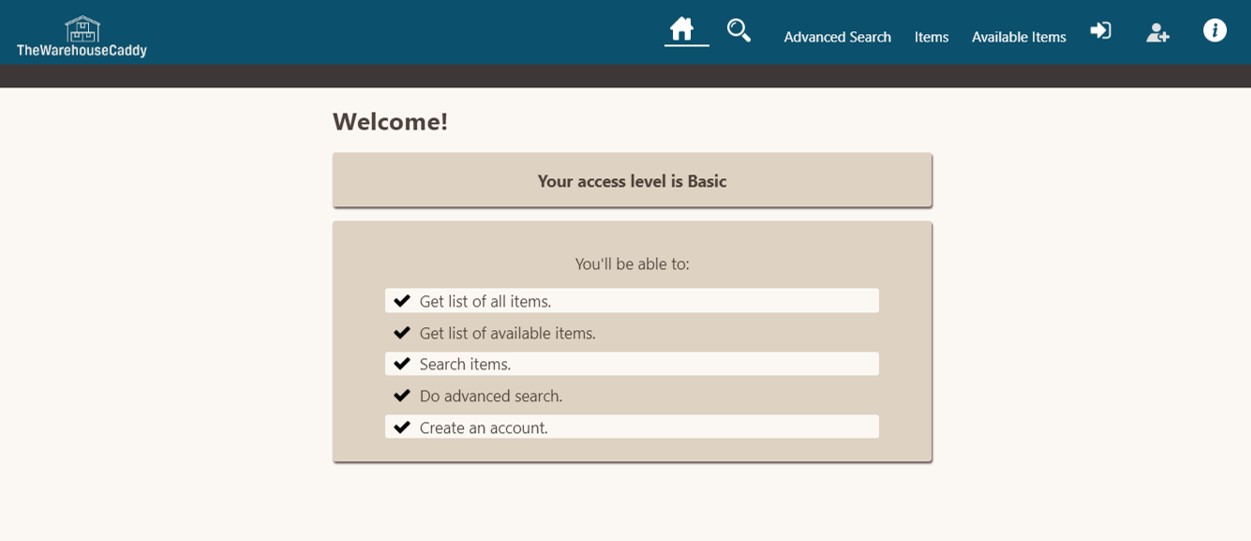 TheWarehouseCaddy
Advanced Search Items Available Items
Welcome!
Your access level is Basic
You'll be able to:
Get list of all items.
Get list of available items.
Search items.
Do advanced search.
Create an account.